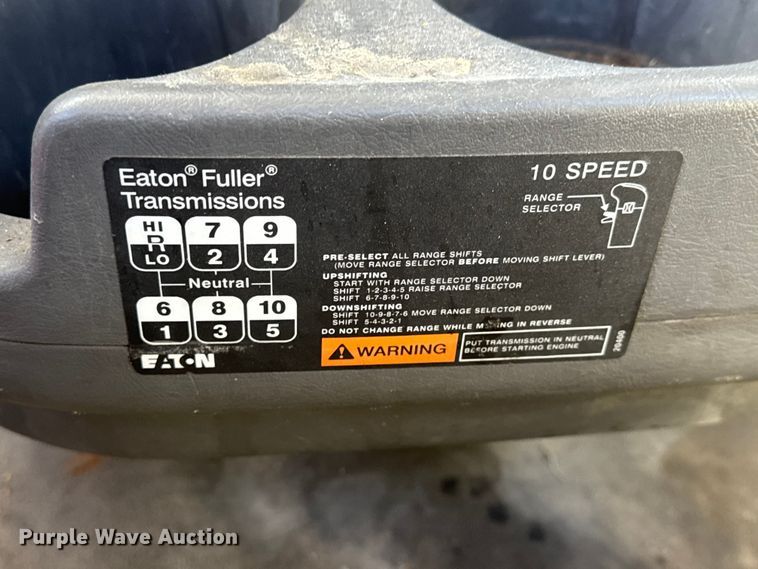 Eaton® Fuller®
Transmissions
10 SPEED
RANGE
SELECTOR
HI
R
LO
7
2
9
4
Neutral
6
1
8
3
10
5
PRE-SELECT ALL RANGE SHIFTS
(MOVE RANGE SELECTOR BEFORE MOVING SHIFT LEVER)
UPSHIFTING
START WITH RANGE SELECTOR DOWN
SHIFT 1-2-3-4-5 RAISE RANGE SELECTOR
SHIFT 6-7-8-9-10
DOWNSHIFTING
SHIFT 10-9-8-7-6 MOVE RANGE SELECTOR DOWN
SHIFT 5-4-3-2-1
DO NOT CHANGE RANGE WHILE MOVING IN REVERSE
WARNING
PUT TRANSMISSION IN NEUTRAL
BEFORE STARTING ENGINE
EATON
20400
Purple Wave Auction